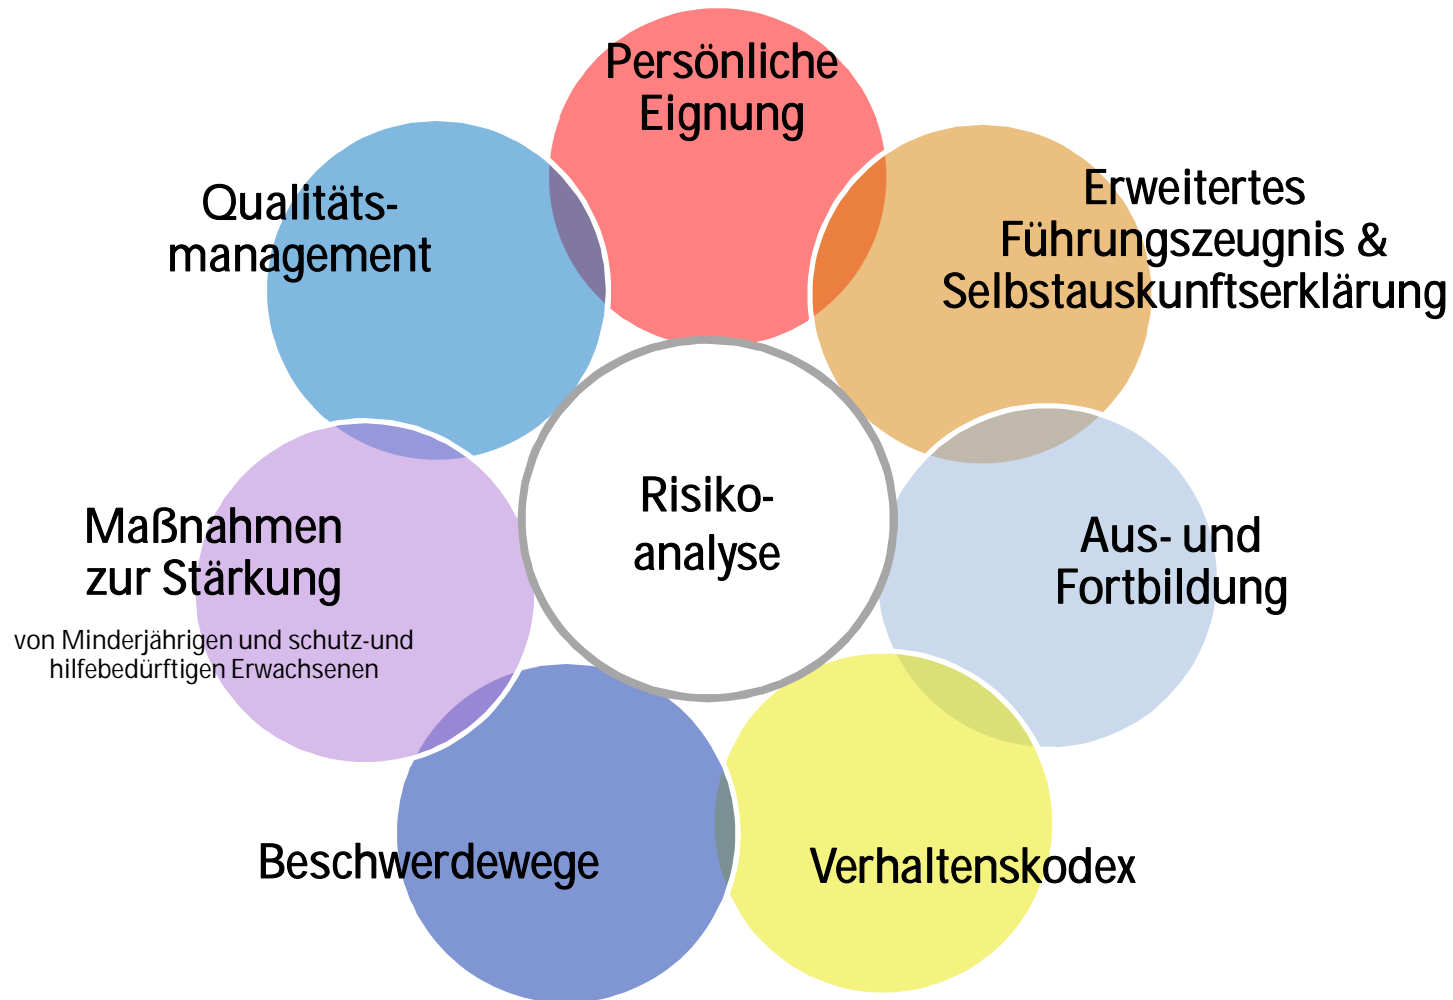 Persönliche
Eignung
Erweitertes
Führungszeugnis &
Selbstauskunftserklärung
Qualitäts-
management
Risiko-
analyse
Aus- und
Fortbildung
Maßnahmen
zur Stärkung
von Minderjährigen und schutz-und
hilfebedürftigen Erwachsenen
Beschwerdewege
Verhaltenskodex